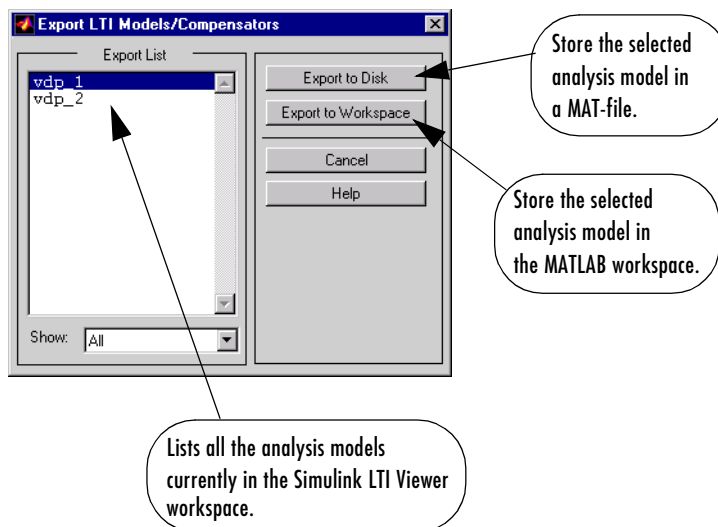 Export LTI Models/Compensators
Export List
vdp_1
vdp_2
Show:
All
Export to Disk
Export to Workspace
Cancel
Help
Store the selected
analysis model in
a MAT-file.
Store the selected
analysis model in
the MATLAB workspace.
Lists all the analysis models
currently in the Simulink LTI Viewer
workspace.